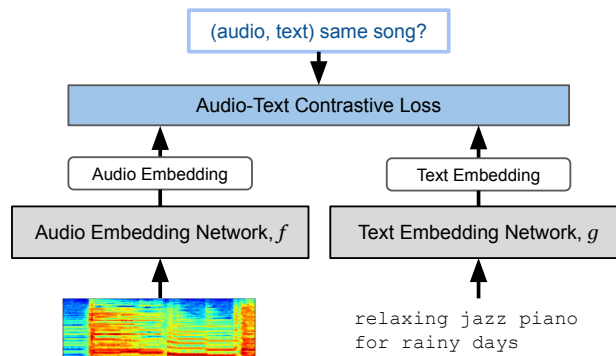 (audio, text) same song?
Audio-Text Contrastive Loss
Audio Embedding
Text Embedding
Audio Embedding Network, f
Text Embedding Network, g
relaxing jazz piano
for rainy days